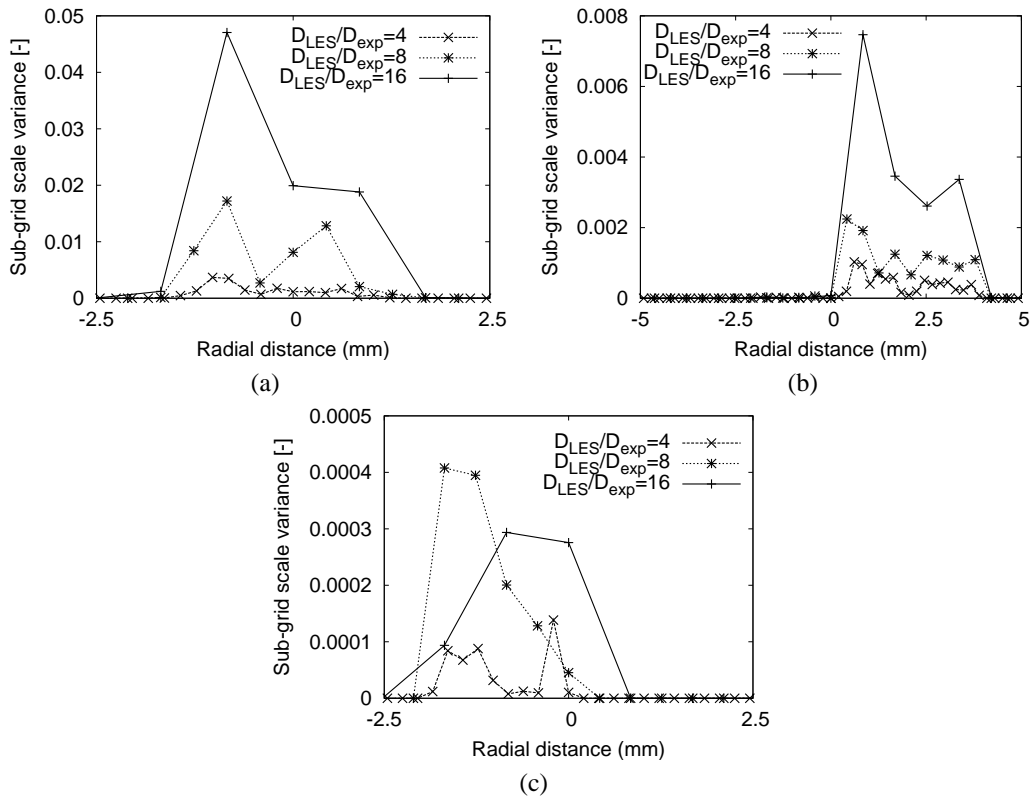 Sub-grid scale variance [-]
0.05
0.04
0.03
0.02
0.01
0
-2.5
0
2.5
Radial distance (mm)
D_LES/D_exp=4
D_LES/D_exp=8
D_LES/D_exp=16
(a)
Sub-grid scale variance [-]
0.008
0.006
0.004
0.002
0
-5
-2.5
0
2.5
5
Radial distance (mm)
D_LES/D_exp=4
D_LES/D_exp=8
D_LES/D_exp=16
(b)
Sub-grid scale variance [-]
0.0005
0.0004
0.0003
0.0002
0.0001
0
-2.5
0
2.5
Radial distance (mm)
D_LES/D_exp=4
D_LES/D_exp=8
D_LES/D_exp=16
(c)